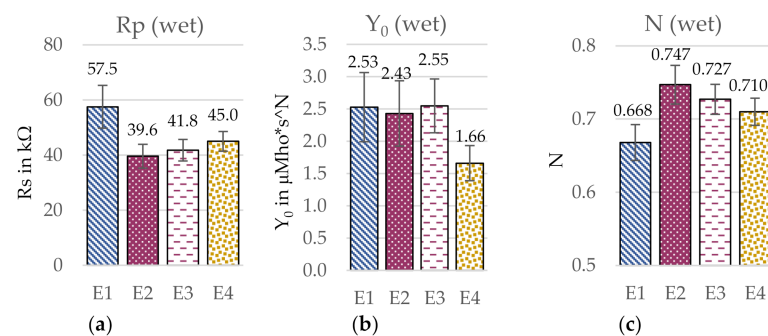 Rp (wet)
Rs in kΩ
80
60
40
20
0
57.5
39.6
41.8
45.0
E1 E2 E3 E4
(a)
Y₀ (wet)
Y₀ in µMho*s^N
3.5
3.0
2.5
2.0
1.5
1.0
0.5
0.0
2.53
2.43
2.55
1.66
E1 E2 E3 E4
(b)
N (wet)
N
0.8
0.7
0.6
0.5
0.668
0.747
0.727
0.710
E1 E2 E3 E4
(c)